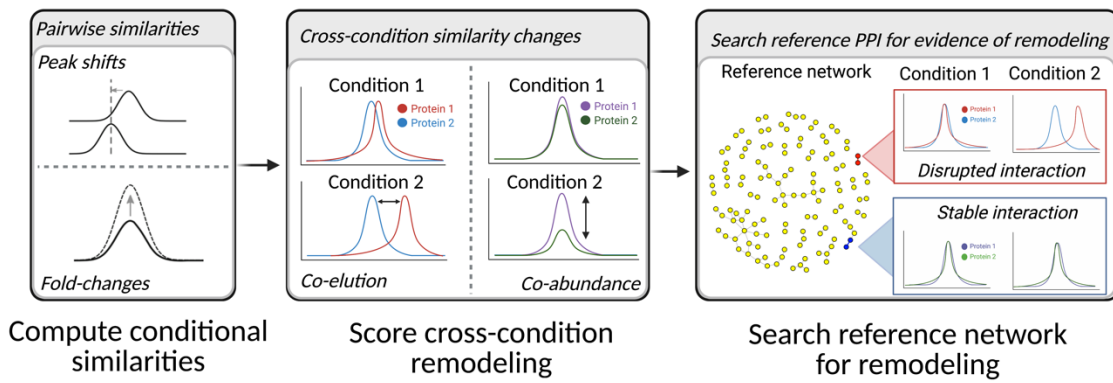 Pairwise similarities
Peak shifts
Fold-changes
Compute conditional
similarities
Cross-condition similarity changes
Condition 1
Protein 1
Protein 2
Condition 2
Co-elution
Condition 1
Protein 1
Protein 2
Condition 2
Co-abundance
Score cross-condition
remodeling
Search reference PPI for evidence of remodeling
Reference network
Condition 1
Condition 2
Protein 1
Protein 2
Disrupted interaction
Stable interaction
Protein 1
Protein 2
Search reference network
for remodeling